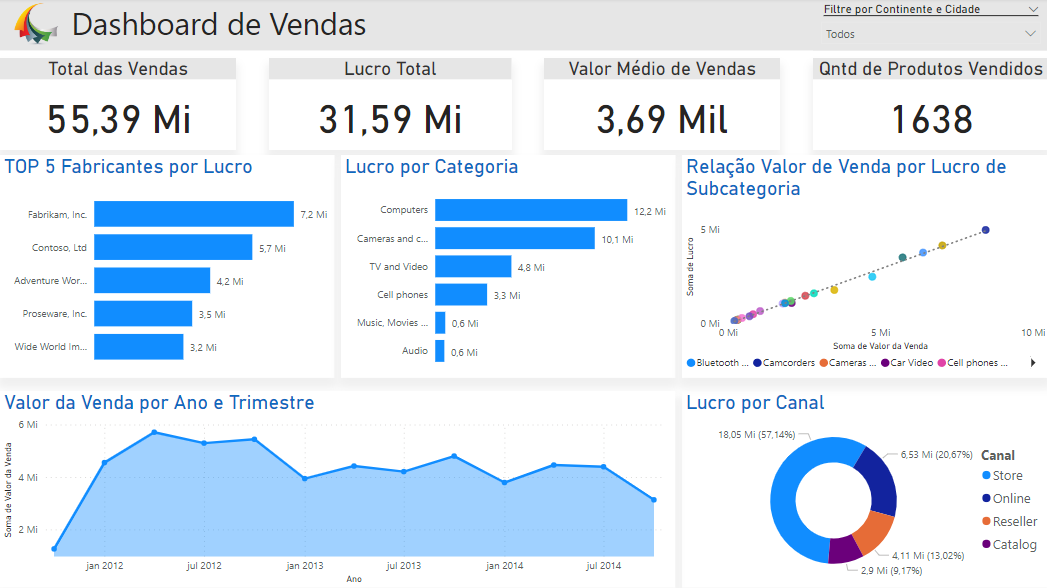 Dashboard de Vendas
Filtre por Continente e Cidade
Todos
Total das Vendas
55,39 Mi
Lucro Total
31,59 Mi
Valor Médio de Vendas
3,69 Mil
Qntd de Produtos Vendidos
1638
TOP 5 Fabricantes por Lucro
Fabrikam, Inc.
7,2 Mi
Contoso, Ltd
5,7 Mi
Adventure Wor...
4,2 Mi
Proseware, Inc.
3,5 Mi
Wide World Im...
3,2 Mi
Lucro por Categoria
Computers
12,2 Mi
Cameras and c...
10,1 Mi
TV and Video
4,8 Mi
Cell phones
3,3 Mi
Music, Movies ...
0,6 Mi
Audio
0,6 Mi
Relação Valor de Venda por Lucro de
Subcategoria
Soma de Lucro
5 Mi
0 Mi
0 Mi
5 Mi
10 Mi
Soma de Valor da Venda
Bluetooth ...
Camcorders
Cameras ...
Car Video
Cell phones ...
Valor da Venda por Ano e Trimestre
Soma de Valor da Venda
6 Mi
4 Mi
2 Mi
jan 2012
jul 2012
jan 2013
jul 2013
jan 2014
jul 2014
Ano
Lucro por Canal
18,05 Mi (57,14%)
6,53 Mi (20,67%)
4,11 Mi (13,02%)
2,9 Mi (9,17%)
Canal
Store
Online
Reseller
Catalog